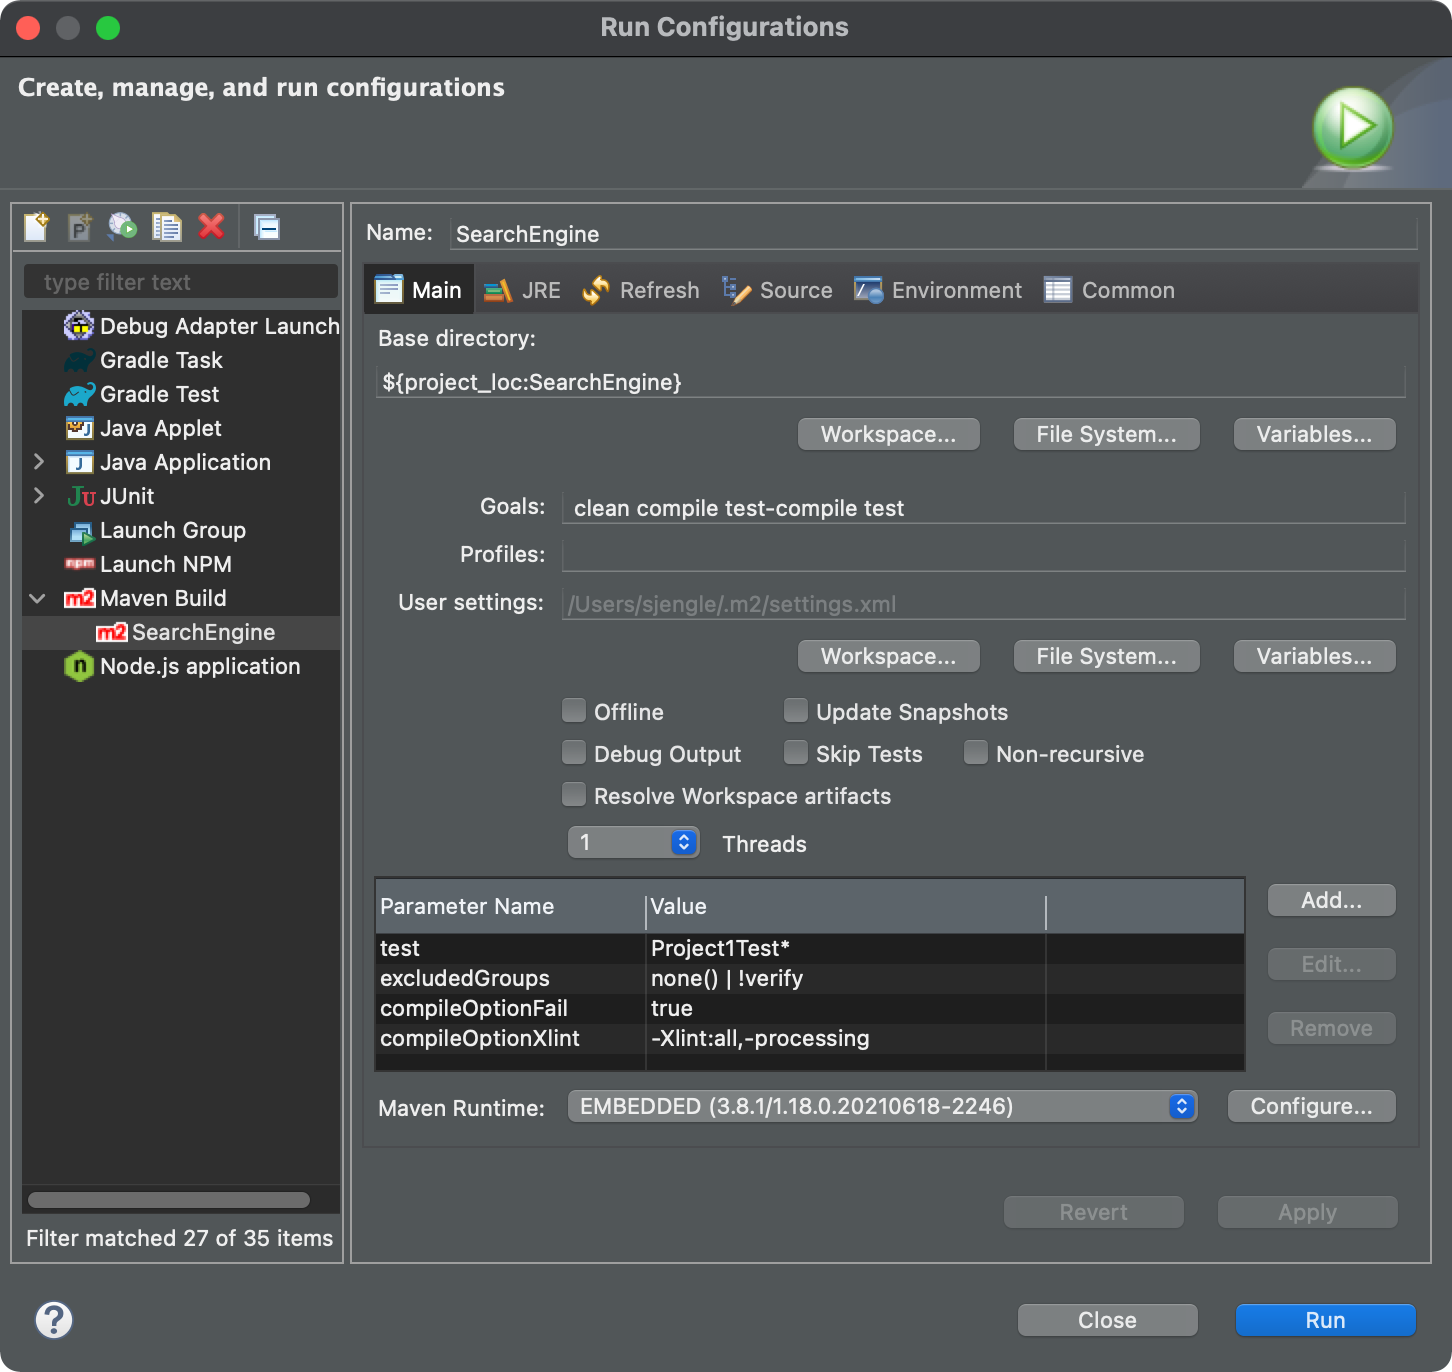 Run Configurations
Create, manage, and run configurations
type filter text
Debug Adapter Launch
Gradle Task
Gradle Test
Java Applet
Java Application
JUnit
Launch Group
Launch NPM
Maven Build
SearchEngine
Node.js application
Filter matched 27 of 35 items
Name: SearchEngine
Main JRE Refresh Source Environment Common
Base directory:
${project_loc:SearchEngine}
Workspace... File System... Variables...
Goals: clean compile test-compile test
Profiles:
User settings: /Users/sjengle/.m2/settings.xml
Workspace... File System... Variables...
Offline Update Snapshots
Debug Output Skip Tests Non-recursive
Resolve Workspace artifacts
1 Threads
Parameter Name Value
test Project1Test*
excludedGroups none() | !verify
compileOptionFail true
compileOptionXlint -Xlint:all,-processing
Add...
Edit...
Remove
Maven Runtime: EMBEDDED (3.8.1/1.18.0.20210618-2246) Configure...
Revert Apply
? Close Run